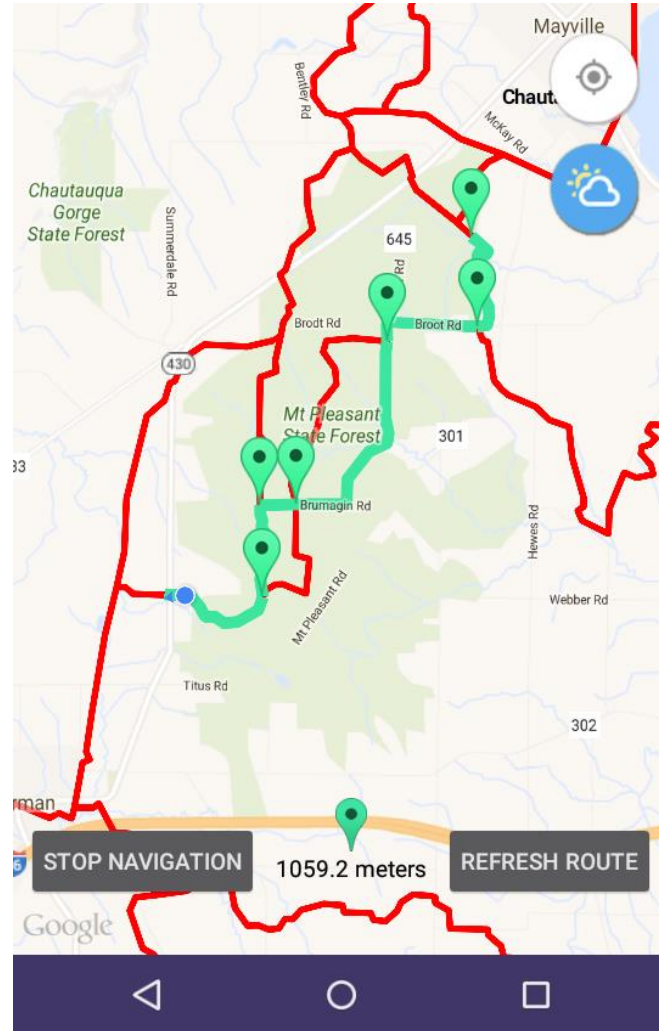 Mayville
Bentley Rd
Chaut
McKay Rd
Chautauqua
Gorge
State Forest
Summerdale Rd
645
Rd
Brodt Rd
Broot Rd
430
Mt Pleasant
State Forest
301
33
Brumagin Rd
Hewes Rd
Mt Pleasant Rd
Webber Rd
Titus Rd
302
rman
6
STOP NAVIGATION
1059.2 meters
REFRESH ROUTE
Google